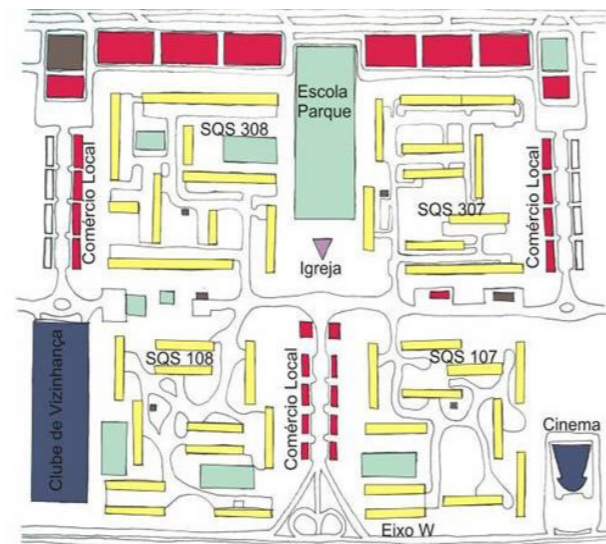 Escola
Parque
SQS 308
SQS 307
Comércio Local
Comércio Local
Igreja
SQS 108
SQS 107
Comércio Local
Clube de Vizinhança
Cinema
Eixo W